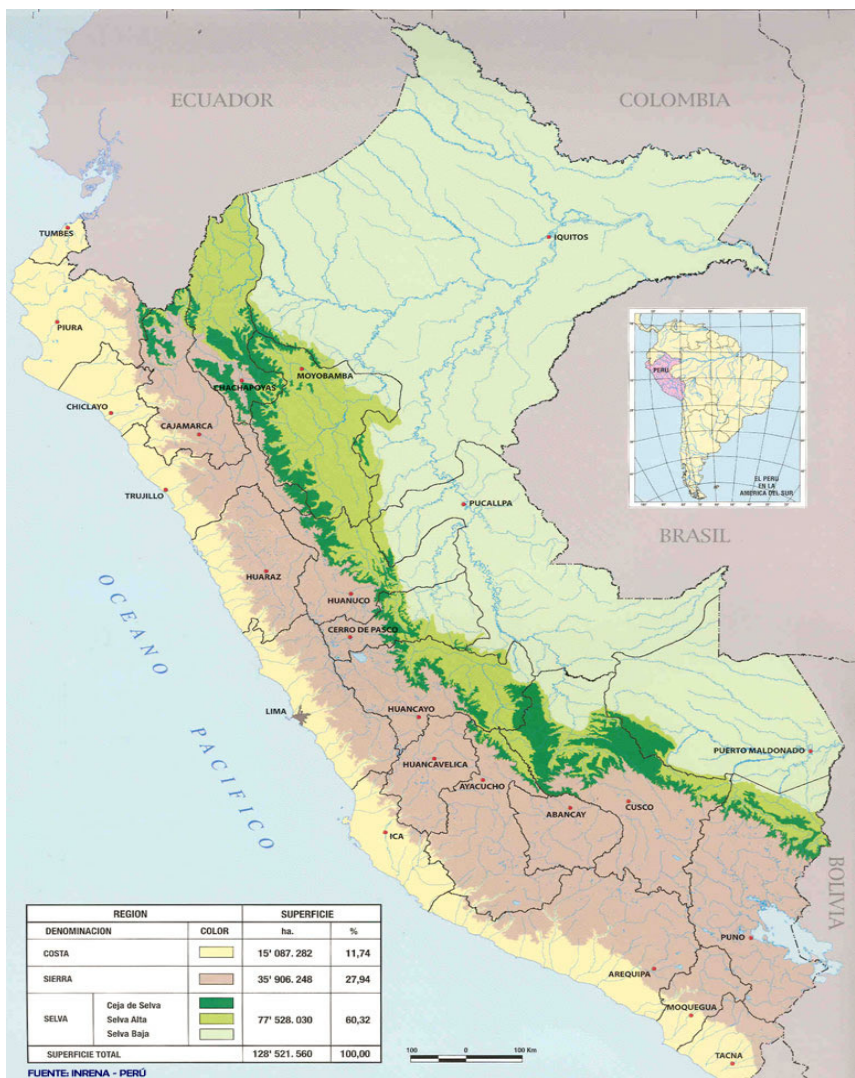 ECUADOR
COLOMBIA
TUMBES
IQUITOS
PIURA
MOYOBAMBA
CHACHAPOYAS
CHICLAYO
CAJAMARCA
TRUJILLO
PERÚ
EL PERÚ
EN LA
AMERICA DEL SUR
PUCALLPA
BRASIL
HUARAZ
HUANUCO
CERRO DE PASCO
OCEANO
PACIFICO
LIMA
HUANCAYO
PUERTO MALDONADO
HUANCAVELICA
AYACUCHO
ABANCAY
CUSCO
ICA
BOLIVIA
PUNO
AREQUIPA
MOQUEGUA
TACNA
REGION SUPERFICIE
DENOMINACION COLOR ha. %
COSTA 15' 087. 282 11,74
SIERRA 35' 906. 248 27,94
SELVA Ceja de Selva
Selva Alta 77' 528. 030 60,32
Selva Baja
SUPERFICIE TOTAL 128' 521. 560 100,00
100 0 100 Km
FUENTE: INRENA - PERÚ